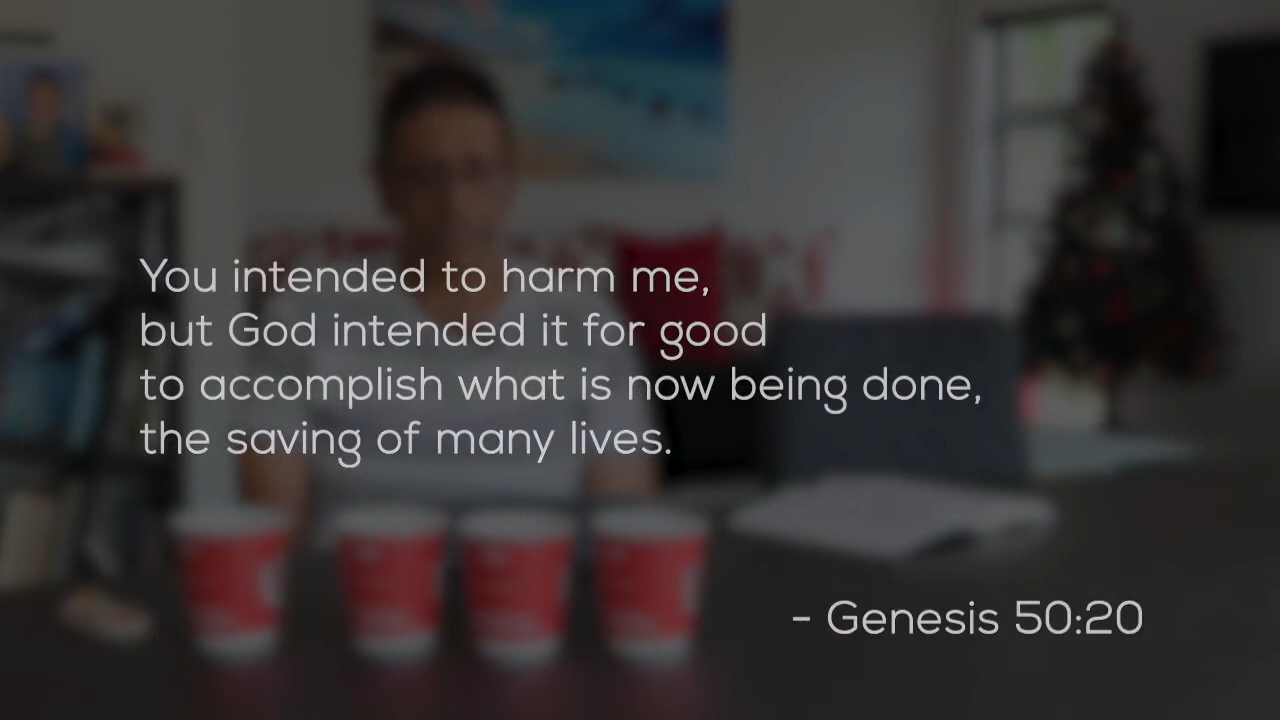 You intended to harm me,
but God intended it for good
to accomplish what is now being done,
the saving of many lives.
- Genesis 50:20